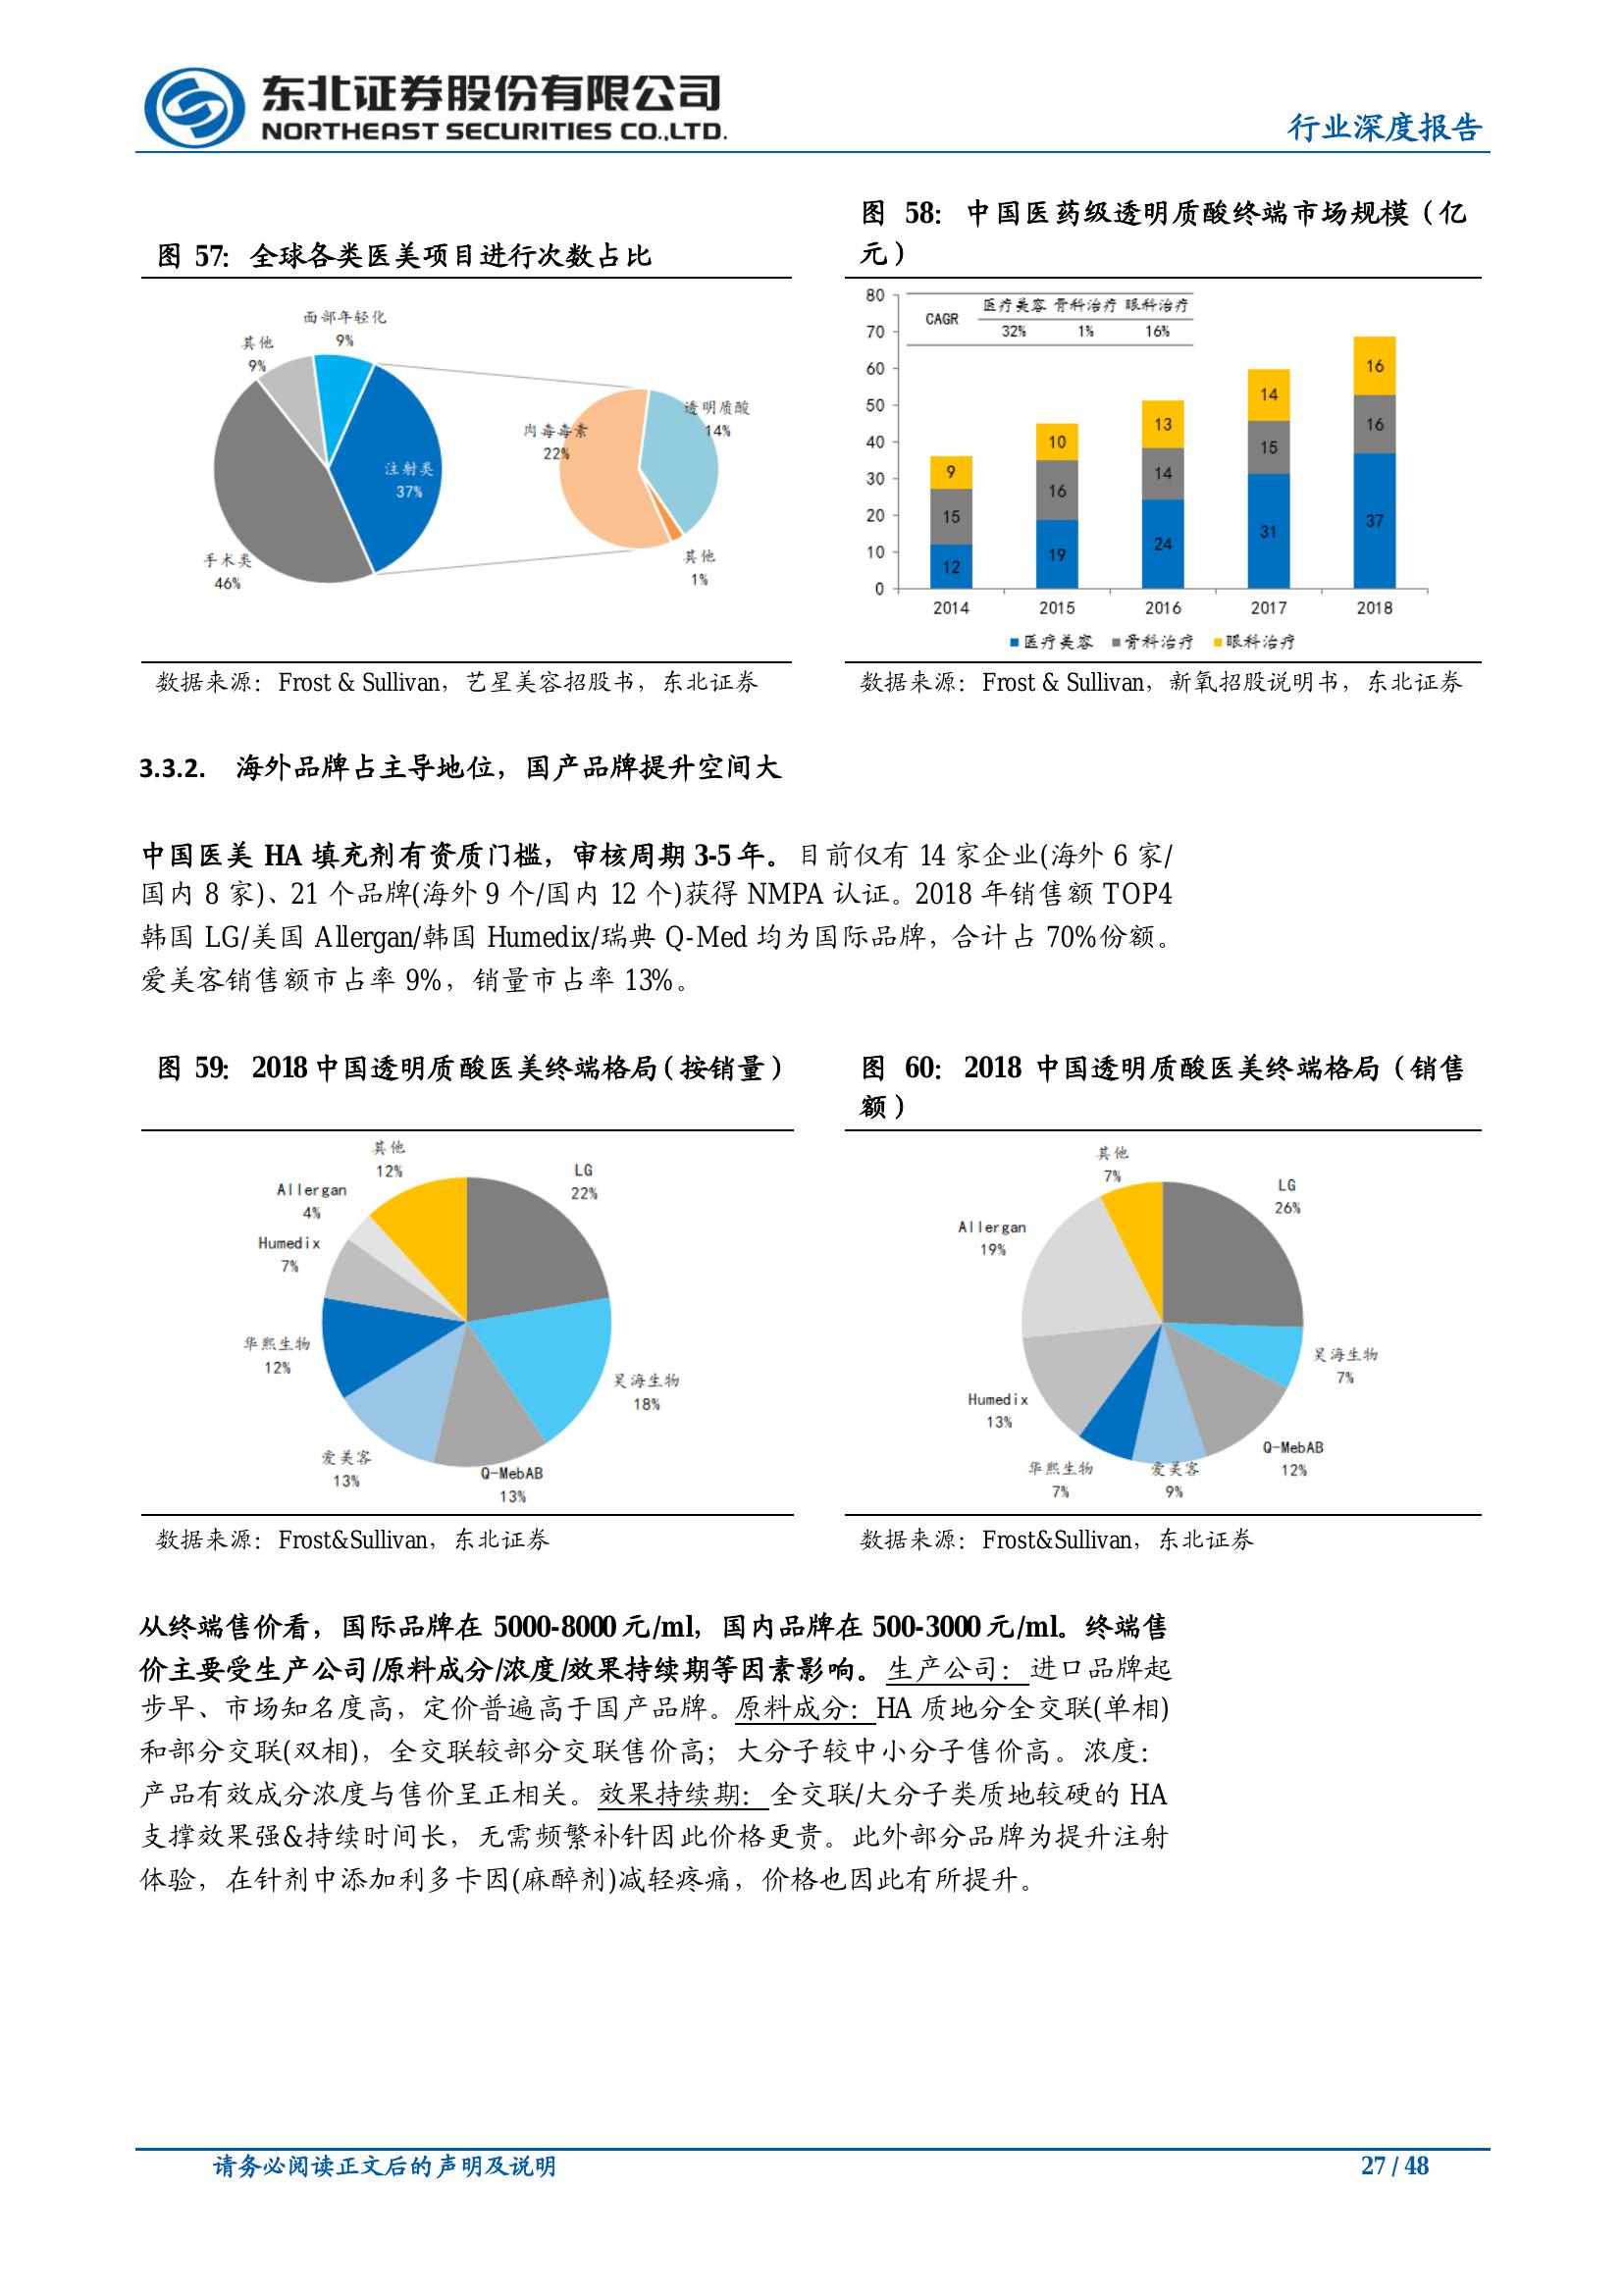 东北证券股份有限公司
NORTHEAST SECURITIES CO.,LTD.
行业深度报告
图 57：全球各类医美项目进行次数占比
面部年轻化
9%
其他
9%
注射类
37%
手术类
46%
肉毒毒素
22%
透明质酸
14%
其他
1%
数据来源：Frost & Sullivan，艺星美容招股书，东北证券
图 58：中国医药级透明质酸终端市场规模（亿
元）
CAGR 医疗美容 骨科治疗 眼科治疗
32% 1% 16%
80
70
60
50
40
30
20
10
0
9 10 13 14 16
15 16 14 15 16
12 19 24 31 37
2014 2015 2016 2017 2018
医疗美容 骨科治疗 眼科治疗
数据来源：Frost & Sullivan，新氧招股说明书，东北证券
3.3.2. 海外品牌占主导地位，国产品牌提升空间大
中国医美 HA 填充剂有资质门槛，审核周期 3-5 年。目前仅有 14 家企业(海外 6 家/
国内 8 家)、21 个品牌(海外 9 个/国内 12 个)获得 NMPA 认证。2018 年销售额 TOP4
韩国 LG/美国 Allergan/韩国 Humedix/瑞典 Q-Med 均为国际品牌，合计占 70%份额。
爱美客销售额市占率 9%，销量市占率 13%。
图 59：2018 中国透明质酸医美终端格局（按销量）
其他
12%
LG
22%
Allergan
4%
Humedix
7%
华熙生物
12%
昊海生物
18%
爱美客
13%
Q-MebAB
13%
数据来源：Frost&Sullivan，东北证券
图 60：2018 中国透明质酸医美终端格局（销售
额）
其他
7%
LG
26%
Allergan
19%
昊海生物
7%
Humedix
13%
Q-MebAB
12%
华熙生物
7%
爱美客
9%
数据来源：Frost&Sullivan，东北证券
从终端售价看，国际品牌在 5000-8000 元/ml，国内品牌在 500-3000 元/ml。终端售
价主要受生产公司/原料成分/浓度/效果持续期等因素影响。生产公司：进口品牌起
步早、市场知名度高，定价普遍高于国产品牌。原料成分：HA 质地分全交联(单相)
和部分交联(双相)，全交联较部分交联售价高；大分子较中小分子售价高。浓度：
产品有效成分浓度与售价呈正相关。效果持续期：全交联/大分子类质地较硬的 HA
支撑效果强&持续时间长，无需频繁补针因此价格更贵。此外部分品牌为提升注射
体验，在针剂中添加利多卡因(麻醉剂)减轻疼痛，价格也因此有所提升。
请务必阅读正文后的声明及说明
27 / 48